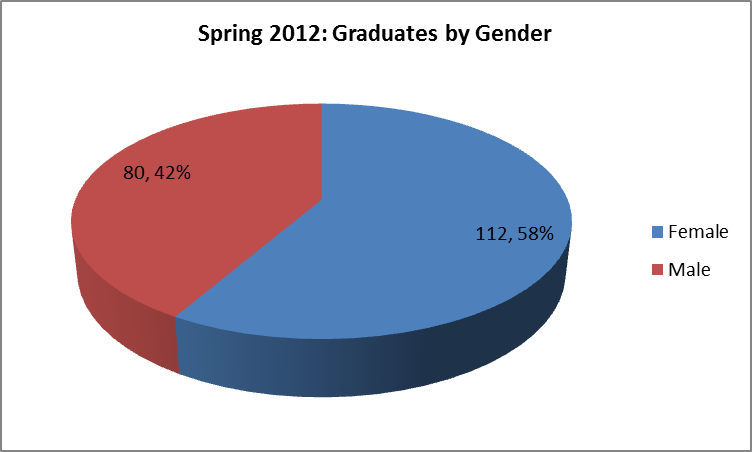 Spring 2012: Graduates by Gender
80, 42%
112, 58%
Female
Male